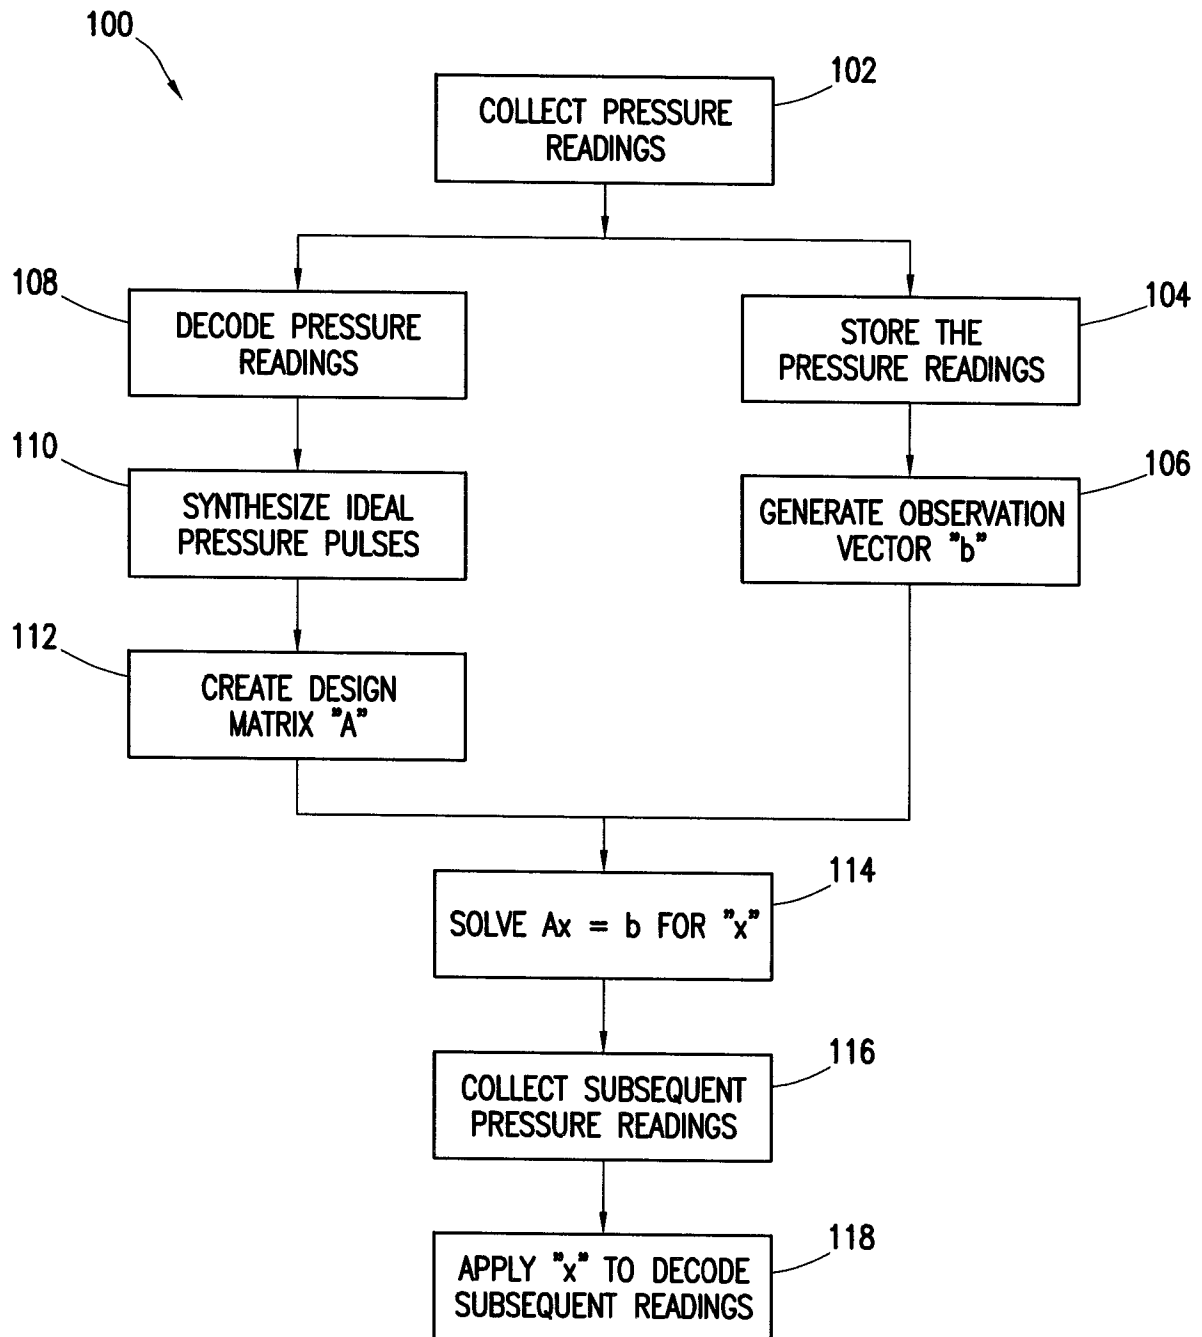 100
102
COLLECT PRESSURE
READINGS
108
DECODE PRESSURE
READINGS
104
STORE THE
PRESSURE READINGS
110
SYNTHESIZE IDEAL
PRESSURE PULSES
106
GENERATE OBSERVATION
VECTOR "b"
112
CREATE DESIGN
MATRIX "A"
114
SOLVE Ax = b FOR "x"
116
COLLECT SUBSEQUENT
PRESSURE READINGS
118
APPLY "x" TO DECODE
SUBSEQUENT READINGS